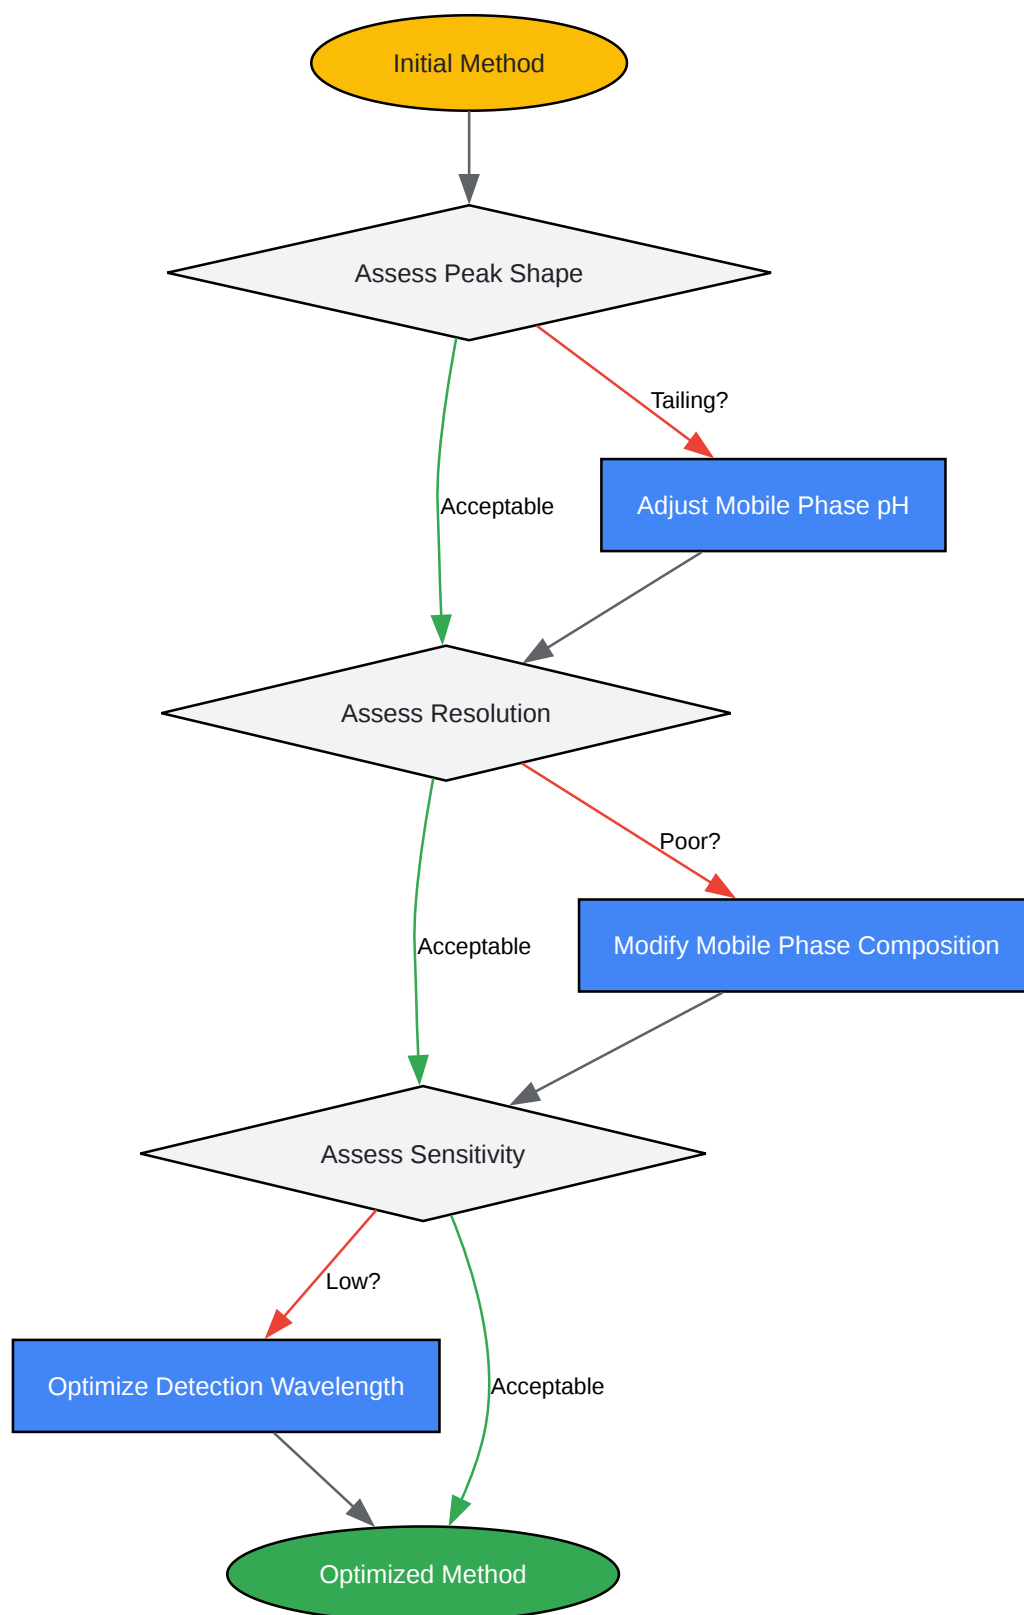 Initial Method
Assess Peak Shape
Tailing?
Adjust Mobile Phase pH
Acceptable
Assess Resolution
Poor?
Modify Mobile Phase Composition
Acceptable
Assess Sensitivity
Low?
Optimize Detection Wavelength
Acceptable
Optimized Method